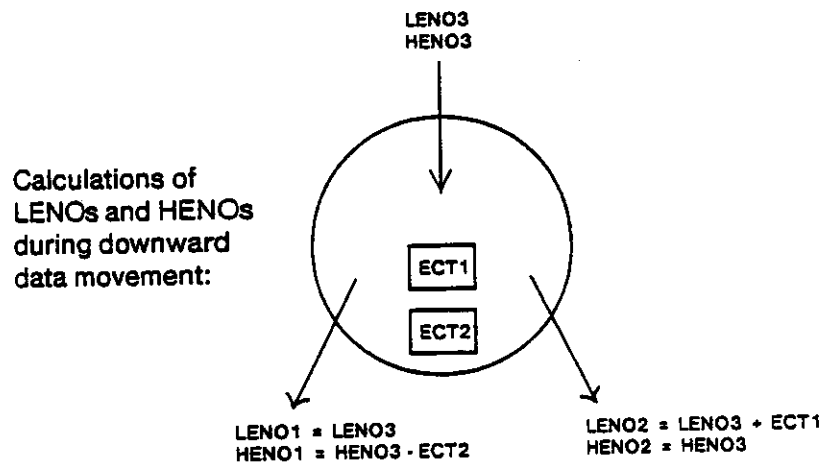 LENO3
HENO3
Calculations of
LENOs and HENOs
during downward
data movement:
ECT1
ECT2
LENO1 = LENO3
HENO1 = HENO3 - ECT2
LENO2 = LENO3 + ECT1
HENO2 = HENO3